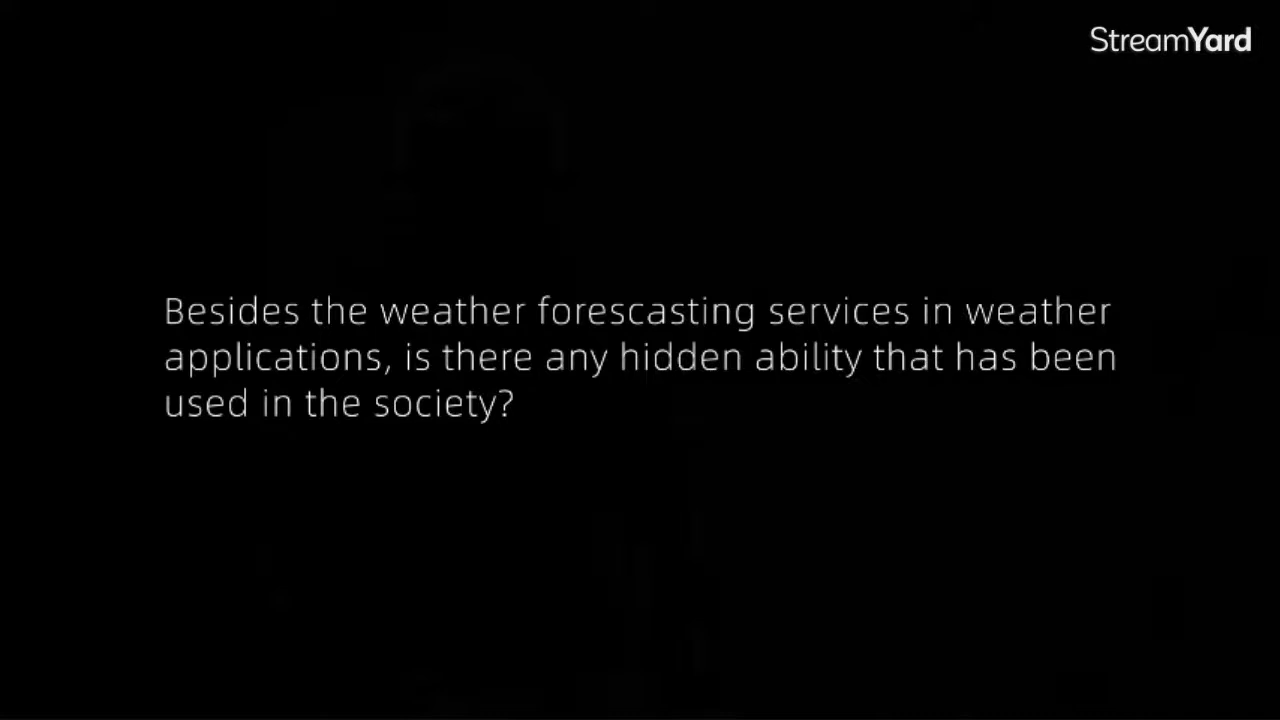 StreamYard
Besides the weather forescasting services in weather
applications, is there any hidden ability that has been
used in the society?